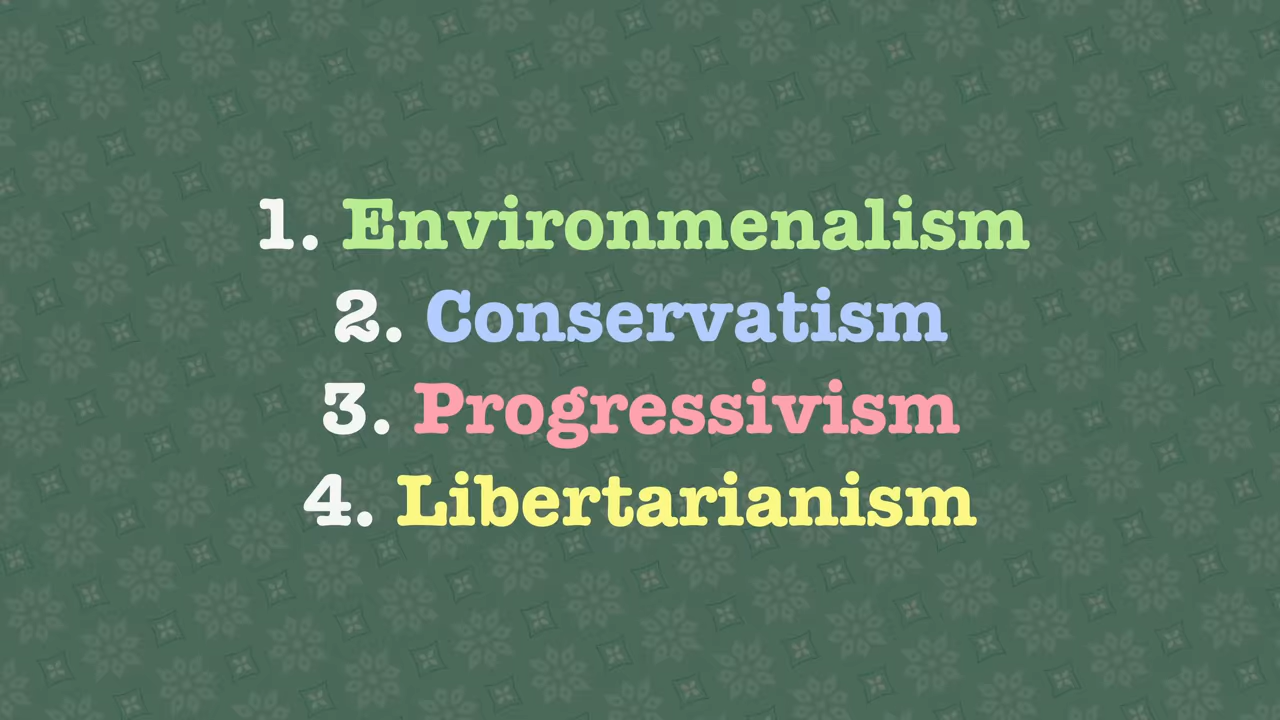 1. Environmenalism
2. Conservatism
3. Progressivism
4. Libertarianism